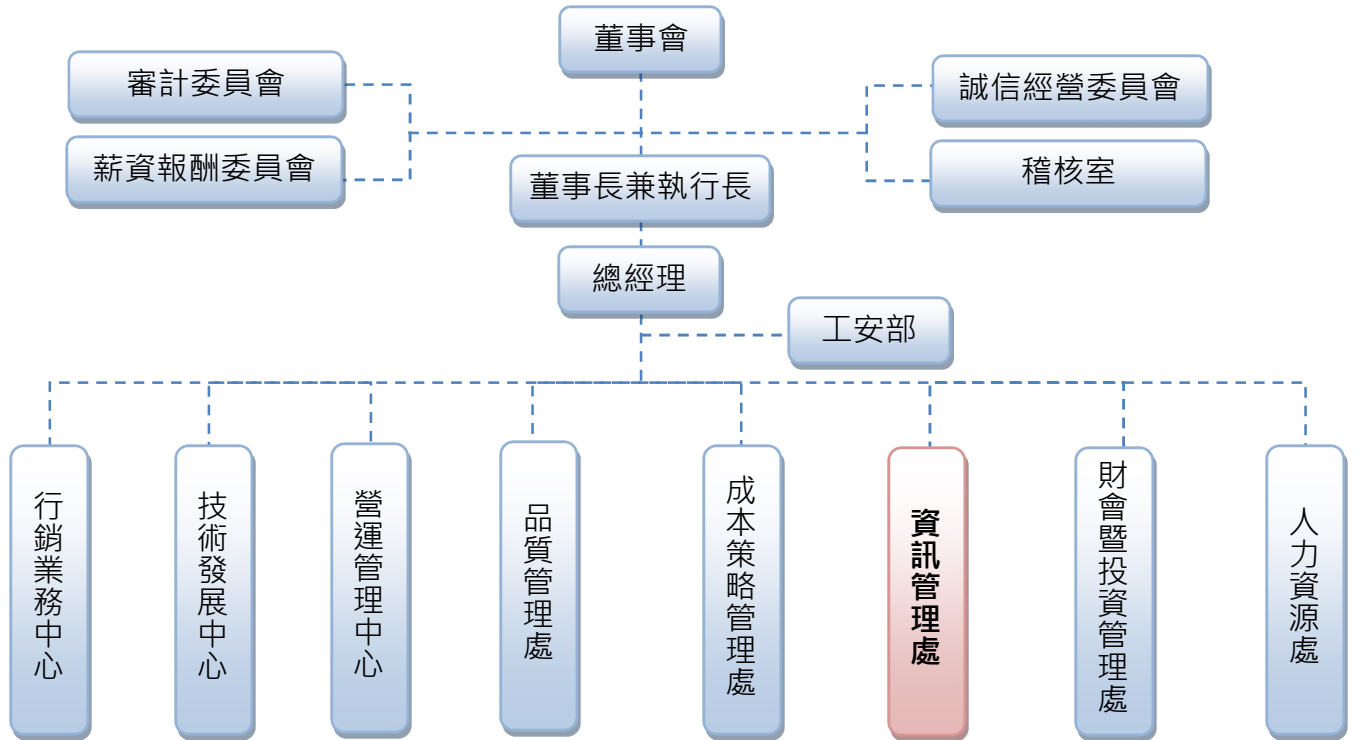 董事會
審計委員會
誠信經營委員會
薪資報酬委員會
董事長兼執行長
稽核室
總經理
工安部
行銷業務中心
技術發展中心
營運管理中心
品質管理處
成本策略管理處
資訊管理處
財會暨投資管理處
人力資源處